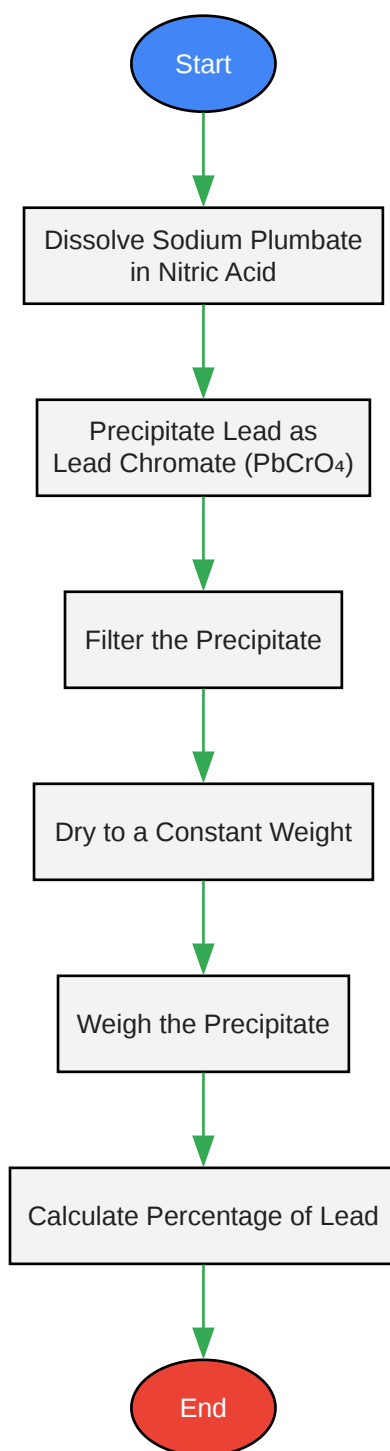 Start
Dissolve Sodium Plumbate
in Nitric Acid
Precipitate Lead as
Lead Chromate (PbCrO₄)
Filter the Precipitate
Dry to a Constant Weight
Weigh the Precipitate
Calculate Percentage of Lead
End